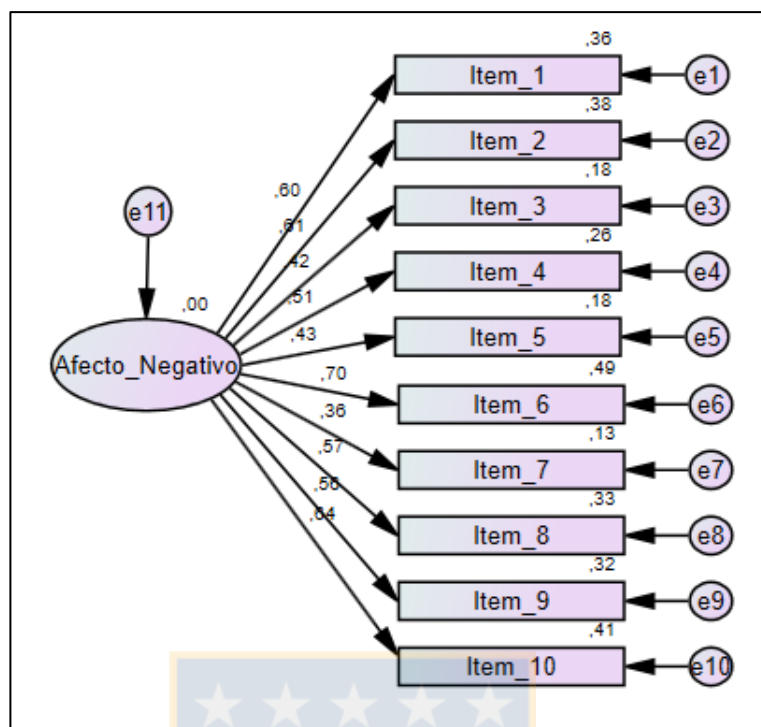 ,36
Item_1
e1
,38
Item_2
e2
,18
Item_3
e3
,26
Item_4
e4
,18
Item_5
e5
,49
Item_6
e6
,13
Item_7
e7
,33
Item_8
e8
,32
Item_9
e9
,41
Item_10
e10
,60
,61
,42
,51
,43
,70
,36
,57
,56
,64
e11
,00
Afecto_Negativo